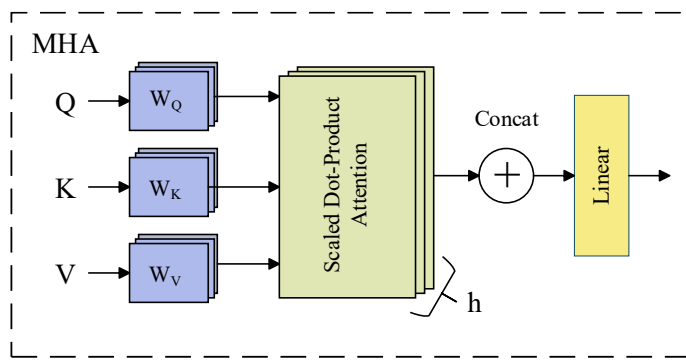 MHA
Q
W_Q
K
W_K
V
W_V
Scaled Dot-Product
Attention
h
Concat
+
Linear